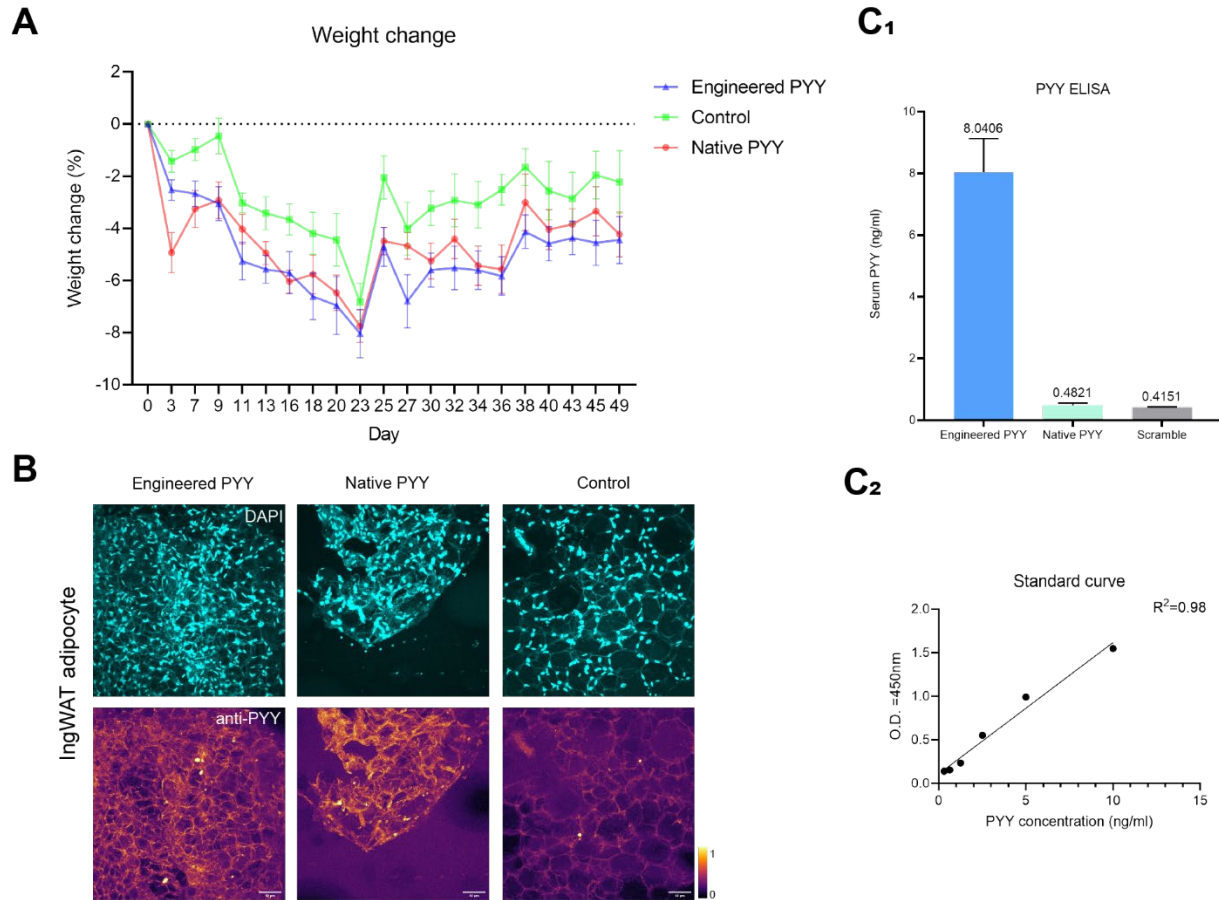 A
Weight change
Weight change (%)
2
0
-2
-4
-6
-8
-10
0 3 7 9 11 13 16 18 20 23 25 27 30 32 34 36 38 40 43 45 49
Day
Engineered PYY
Control
Native PYY
B
Engineered PYY
Native PYY
Control
IngWAT adipocyte
DAPI
anti-PYY
1
0
C₁
PYY ELISA
Serum PYY (ng/ml)
10
8
6
4
2
0
8.0406
0.4821
0.4151
Engineered PYY
Native PYY
Scramble
C₂
Standard curve
R²=0.98
O.D. =450nm
2.0
1.5
1.0
0.5
0.0
0 5 10 15
PYY concentration (ng/ml)